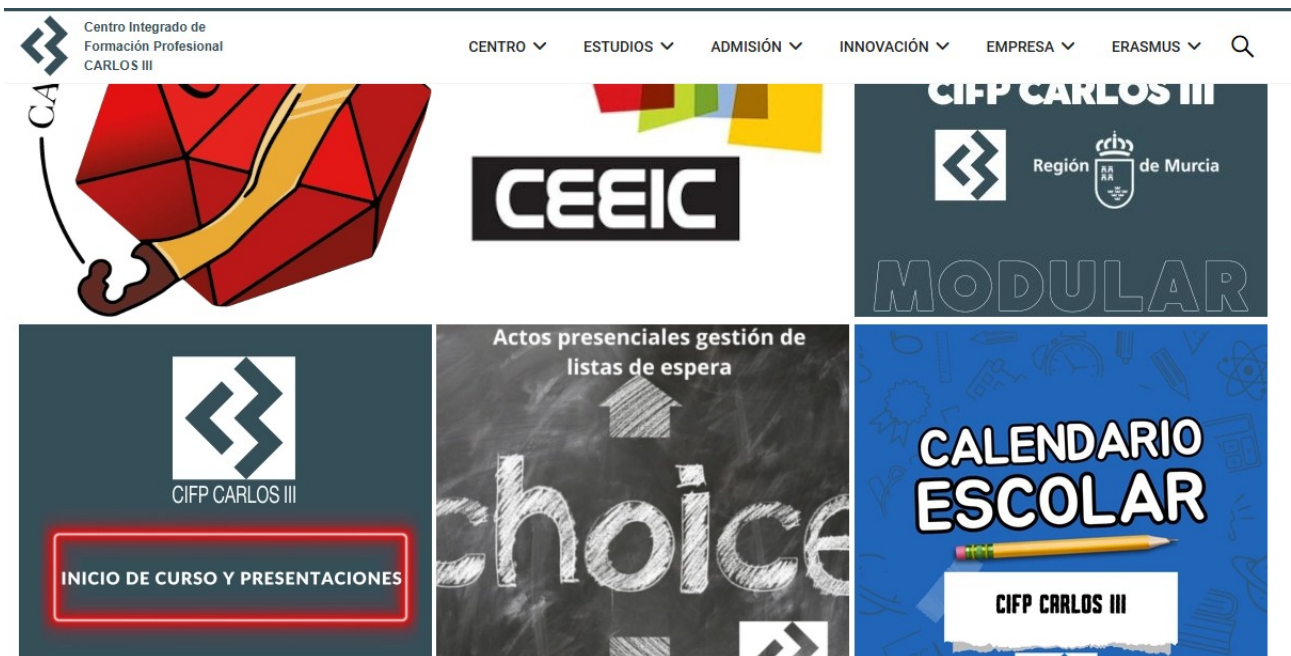 Centro Integrado de
Formación Profesional
CARLOS III
CENTRO ESTUDIOS ADMISIÓN INNOVACIÓN EMPRESA ERASMUS
CA
CEEIC
CIFP CARLOS III
Región de Murcia
MODULAR
CIFP CARLOS III
INICIO DE CURSO Y PRESENTACIONES
Actos presenciales gestión de
listas de espera
choice
CALENDARIO
ESCOLAR
CIFP CARLOS III